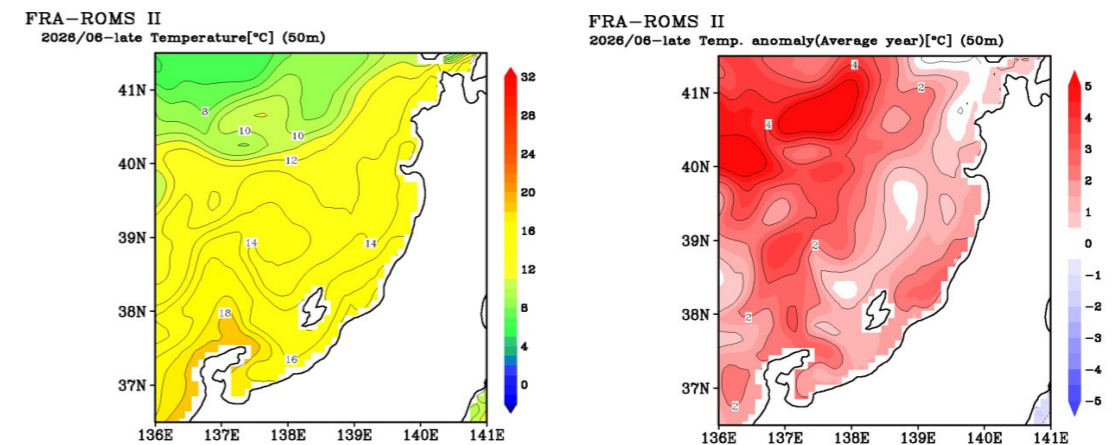 FRA-ROMS II
2026/06-late Temperature[°C] (50m)
41N
40N
39N
38N
37N
136E 137E 138E 139E 140E 141E
8
10
10
12
14
14
18
16
32
28
24
20
16
12
8
4
0
FRA-ROMS II
2026/06-late Temp. anomaly(Average year)[°C] (50m)
41N
40N
39N
38N
37N
136E 137E 138E 139E 140E 141E
4
2
4
2
2
2
5
4
3
2
1
0
-1
-2
-3
-4
-5